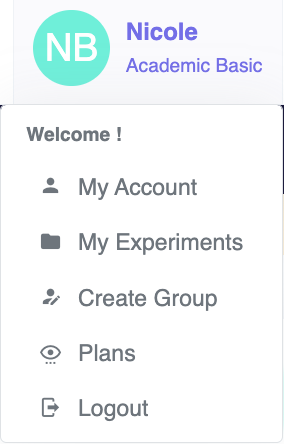 NB
Nicole
Academic Basic
Welcome !
My Account
My Experiments
Create Group
Plans
Logout